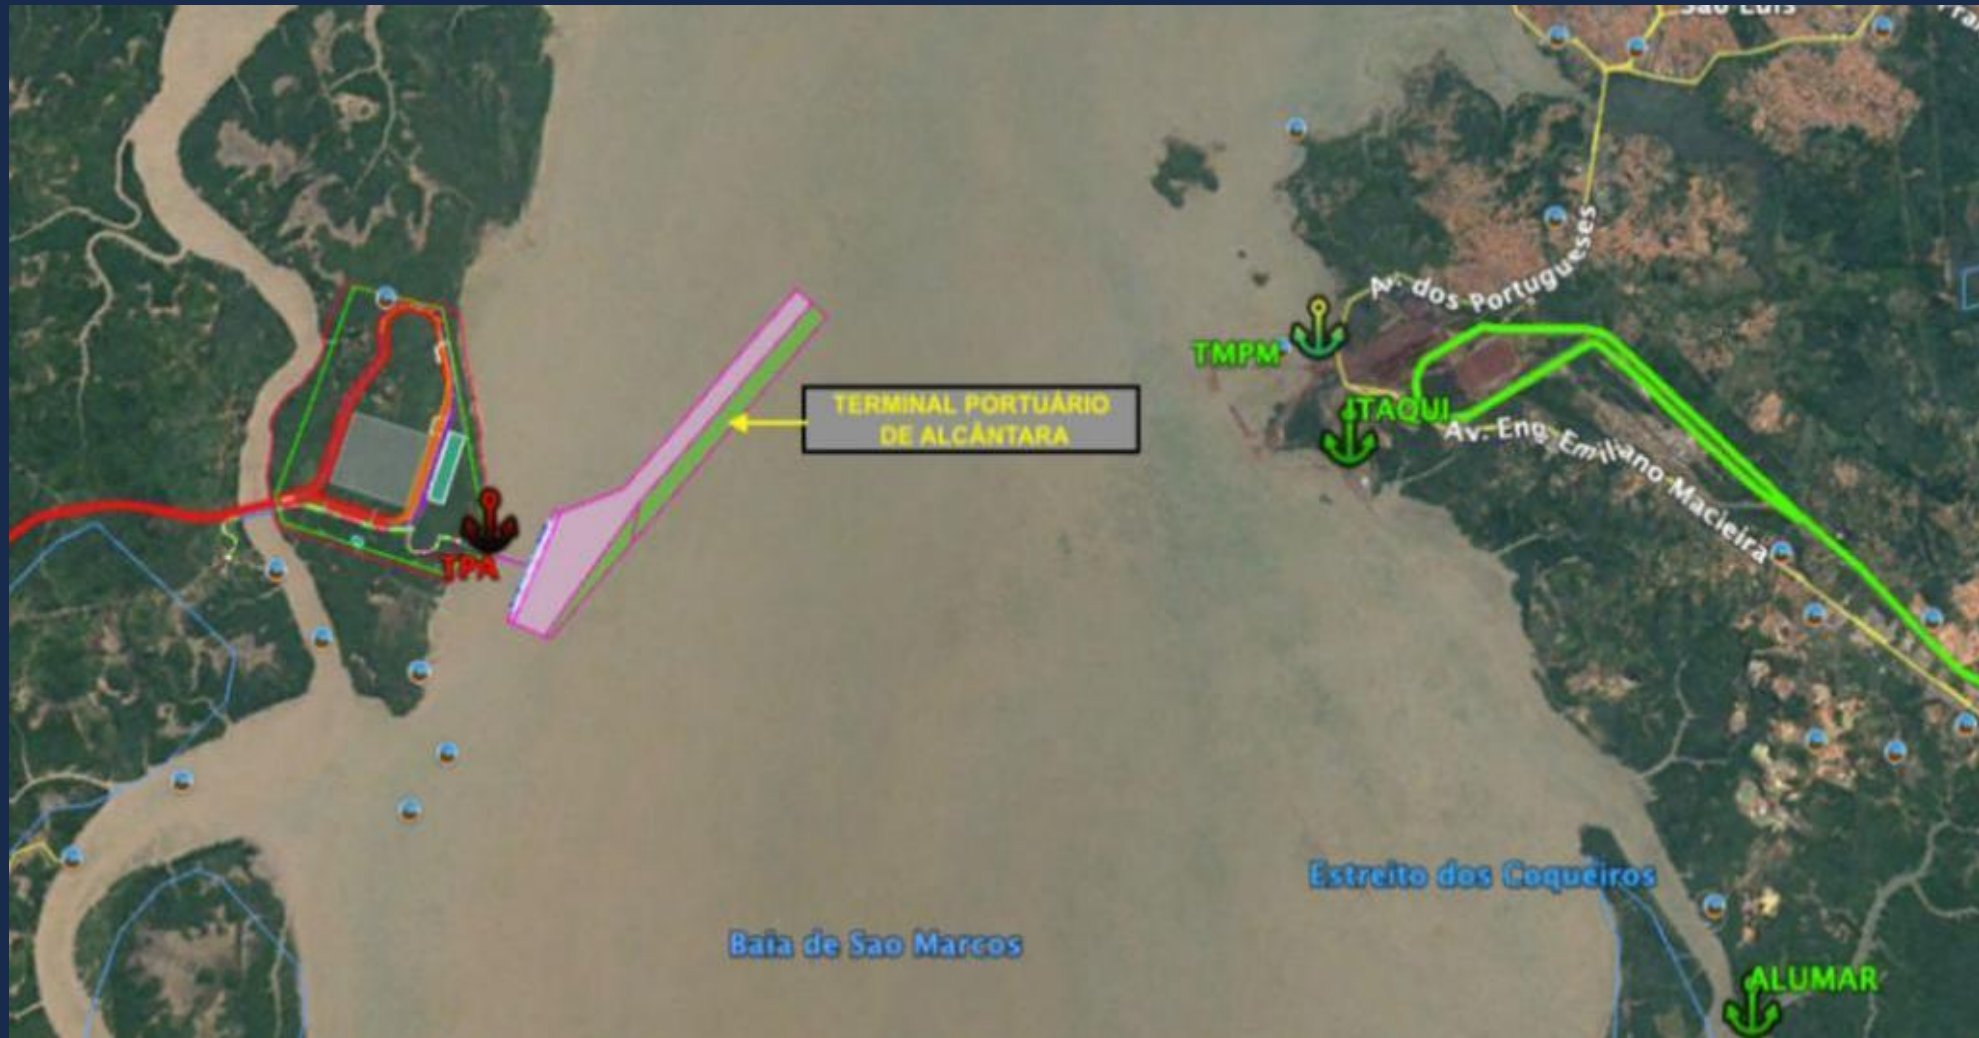 São Luís
Av. dos Portugueses
TMPM
ITAQUI
TERMINAL PORTUÁRIO
DE ALCÂNTARA
Av. Eng. Emiliano Macieira
TPA
Estreito dos Coqueiros
Baia de Sao Marcos
ALUMAR